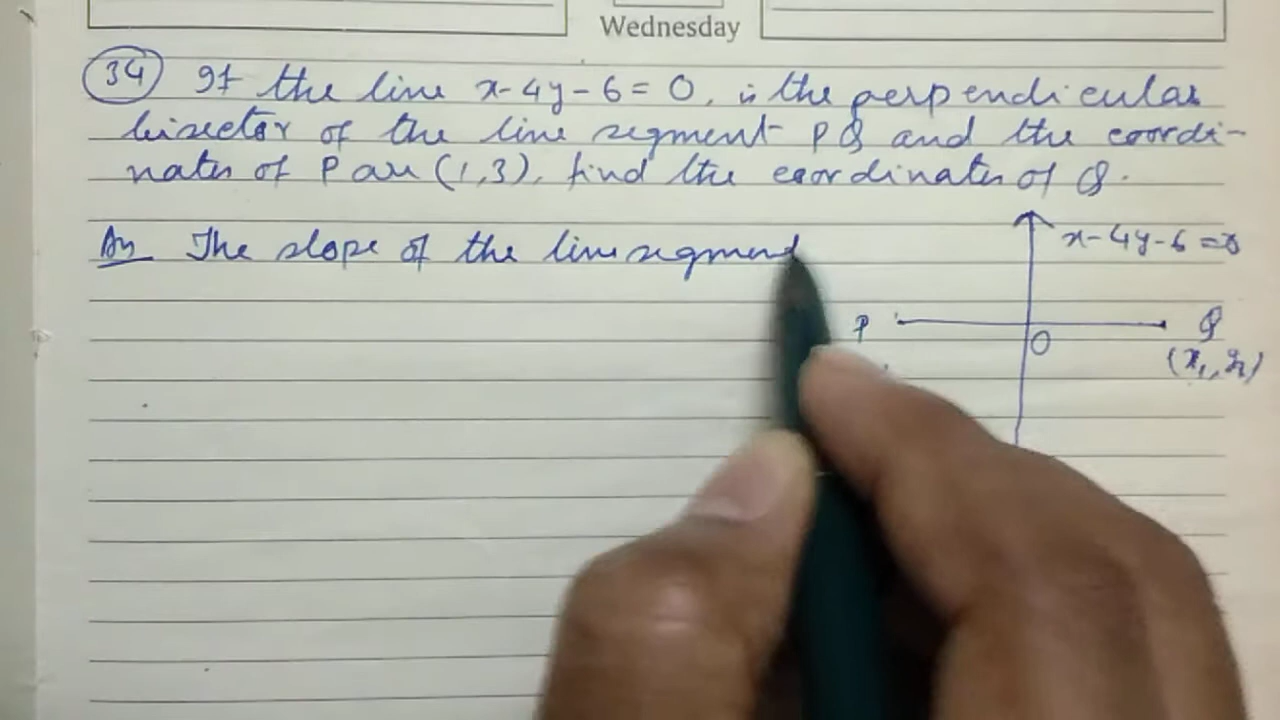 Wednesday
34 If the line x-4y-6=0, is the perpendicular
bisector of the line segment PQ and the coordi-
nates of P are (1,3), find the coordinates of Q.
Ans The slope of the line segment
x-4y-6=0
P
Q
O
(x₁,y₁)